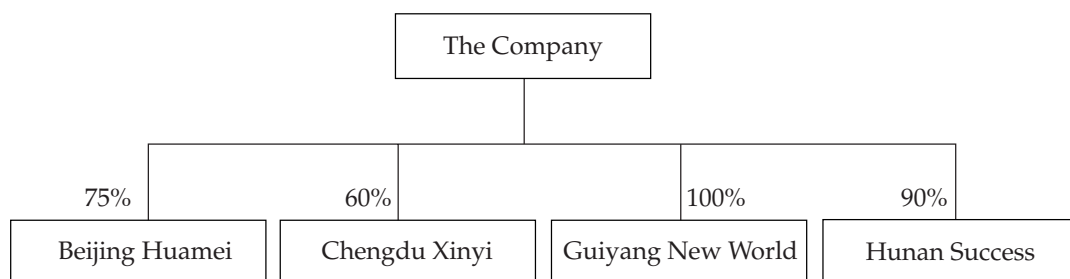 The Company
75%
60%
100%
90%
Beijing Huamei
Chengdu Xinyi
Guiyang New World
Hunan Success